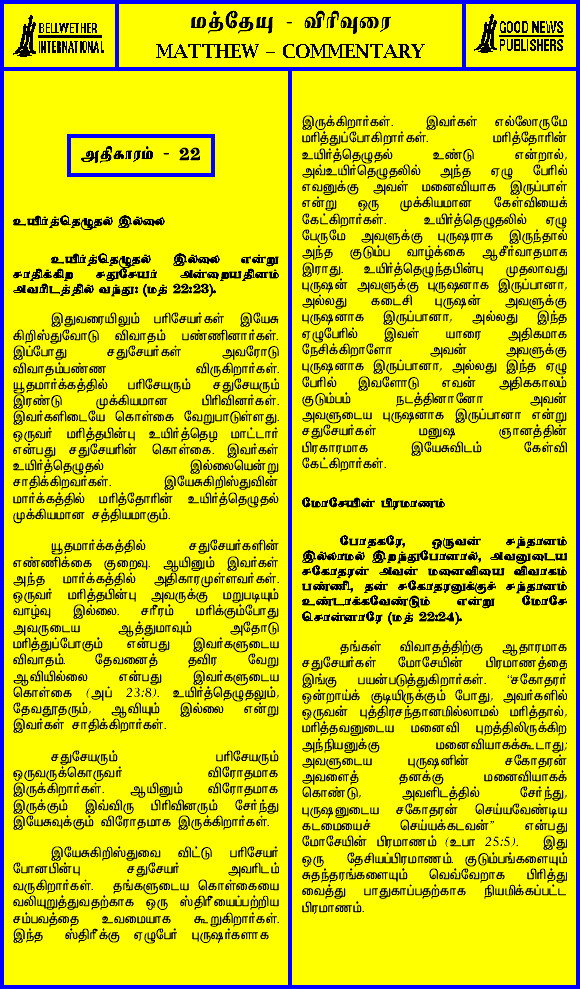 BELLWETHER
INTERNATIONAL
மத்தேயு - விரிவுரை
MATTHEW – COMMENTARY
GOOD NEWS
PUBLISHERS
அதிகாரம் - 22
உயிர்த்தெழுதல் இல்லை
உயிர்த்தெழுதல் இல்லை என்று
சாதிக்கிற சதுசேயர் அன்றையதினம்
அவரிடத்தில் வந்து: (மத் 22:23).
இதுவரையிலும் பரிசேயர்கள் இயேசு
கிறிஸ்துவோடு விவாதம் பண்ணினார்கள்.
இப்போது சதுசேயர்கள் அவரோடு
விவாதம்பண்ண விருகிறார்கள்.
யூதமார்க்கத்தில் பரிசேயரும் சதுசேயரும்
இரண்டு முக்கியமான பிரிவினர்கள்.
இவர்களிடையே கொள்கை வேறுபாடுள்ளது.
ஒருவர் மரித்தபின்பு உயிர்த்தெழ மாட்டார்
என்பது சதுசேயரின் கொள்கை. இவர்கள்
உயிர்த்தெழுதல் இல்லையென்று
சாதிக்கிறவர்கள். இயேசுகிறிஸ்துவின்
மார்க்கத்தில் மரித்தோரின் உயிர்த்தெழுதல்
முக்கியமான சத்தியமாகும்.
யூதமார்க்கத்தில் சதுசேயர்களின்
எண்ணிக்கை குறைவு. ஆயினும் இவர்கள்
அந்த மார்க்கத்தில் அதிகாரமுள்ளவர்கள்.
ஒருவர் மரித்தபின்பு அவருக்கு மறுபடியும்
வாழ்வு இல்லை. சரீரம் மரிக்கும்போது
அவருடைய ஆத்துமாவும் அதோடு
மரித்துப்போகும் என்பது இவர்களுடைய
விவாதம். தேவனைத் தவிர வேறு
ஆவியில்லை என்பது இவர்களுடைய
கொள்கை (அப் 23:8). உயிர்த்தெழுதலும்,
தேவதூதரும், ஆவியும் இல்லை என்று
இவர்கள் சாதிக்கிறார்கள்.
சதுசேயரும் பரிசேயரும்
ஒருவருக்கொருவர் விரோதமாக
இருக்கிறார்கள். ஆயினும் விரோதமாக
இருக்கும் இவ்விரு பிரிவினரும் சேர்ந்து
இயேசுவுக்கும் விரோதமாக இருக்கிறார்கள்.
இயேசுகிறிஸ்துவை விட்டு பரிசேயர்
போனபின்பு சதுசேயர் அவரிடம்
வருகிறார்கள். தங்களுடைய கொள்கையை
வலியுறுத்துவதற்காக ஒரு ஸ்திரீயைப்பற்றிய
சம்பவத்தை உவமையாக கூறுகிறார்கள்.
இந்த ஸ்திரீக்கு ஏழுபேர் புருஷர்களாக
இருக்கிறார்கள். இவர்கள் எல்லோருமே
மரித்துப்போகிறார்கள். மரித்தோரின்
உயிர்த்தெழுதல் உண்டு என்றால்,
அவ்உயிர்த்தெழுதலில் அந்த ஏழு பேரில்
எவனுக்கு அவள் மனைவியாக இருப்பாள்
என்று ஒரு முக்கியமான கேள்வியைக்
கேட்கிறார்கள். உயிர்த்தெழுதலில் ஏழு
பேருமே அவளுக்கு புருஷராக இருந்தால்
அந்த குடும்ப வாழ்க்கை ஆசீர்வாதமாக
இராது. உயிர்த்தெழுந்தபின்பு முதலாவது
புருஷன் அவளுக்கு புருஷனாக இருப்பானா,
அல்லது கடைசி புருஷன் அவளுக்கு
புருஷனாக இருப்பானா, அல்லது இந்த
ஏழுபேரில் இவள் யாரை அதிகமாக
நேசிக்கிறாளோ அவன் அவளுக்கு
புருஷனாக இருப்பானா, அல்லது இந்த ஏழு
பேரில் இவளோடு எவன் அதிககாலம்
குடும்பம் நடத்தினானோ அவன்
அவளுடைய புருஷனாக இருப்பானா என்று
சதுசேயர்கள் மனுஷ ஞானத்தின்
பிரகாரமாக இயேசுவிடம் கேள்வி
கேட்கிறார்கள்.
மோசேயின் பிரமாணம்
போதகரே, ஒருவன் சந்தானம்
இல்லாமல் இறந்துபோனால், அவனுடைய
சகோதரன் அவன் மனைவியை விவாகம்
பண்ணி, தன் சகோதரனுக்குச் சந்தானம்
உண்டாக்கவேண்டும் என்று மோசே
சொன்னாரே (மத் 22:24).
தங்கள் விவாதத்திற்கு ஆதாரமாக
சதுசேயர்கள் மோசேயின் பிரமாணத்தை
இங்கு பயன்படுத்துகிறார்கள். “சகோதரர்
ஒன்றாய்க் குடியிருக்கும் போது, அவர்களில்
ஒருவன் புத்திரசந்தானமில்லாமல் மரித்தால்,
மரித்தவனுடைய மனைவி புறத்திலிருக்கிற
அந்நியனுக்கு மனைவியாகக்கூடாது;
அவளுடைய புருஷனின் சகோதரன்
அவளைத் தனக்கு மனைவியாகக்
கொண்டு, அவளிடத்தில் சேர்ந்து,
புருஷனுடைய சகோதரன் செய்யவேண்டிய
கடமையைச் செய்யக்கடவன்” என்பது
மோசேயின் பிரமாணம் (உபா 25:5). இது
ஒரு தேசியப்பிரமாணம். குடும்பங்களையும்
சுதந்தரங்களையும் வெவ்வேறாக பிரித்து
வைத்து பாதுகாப்பதற்காக நியமிக்கப்பட்ட
பிரமாணம்.